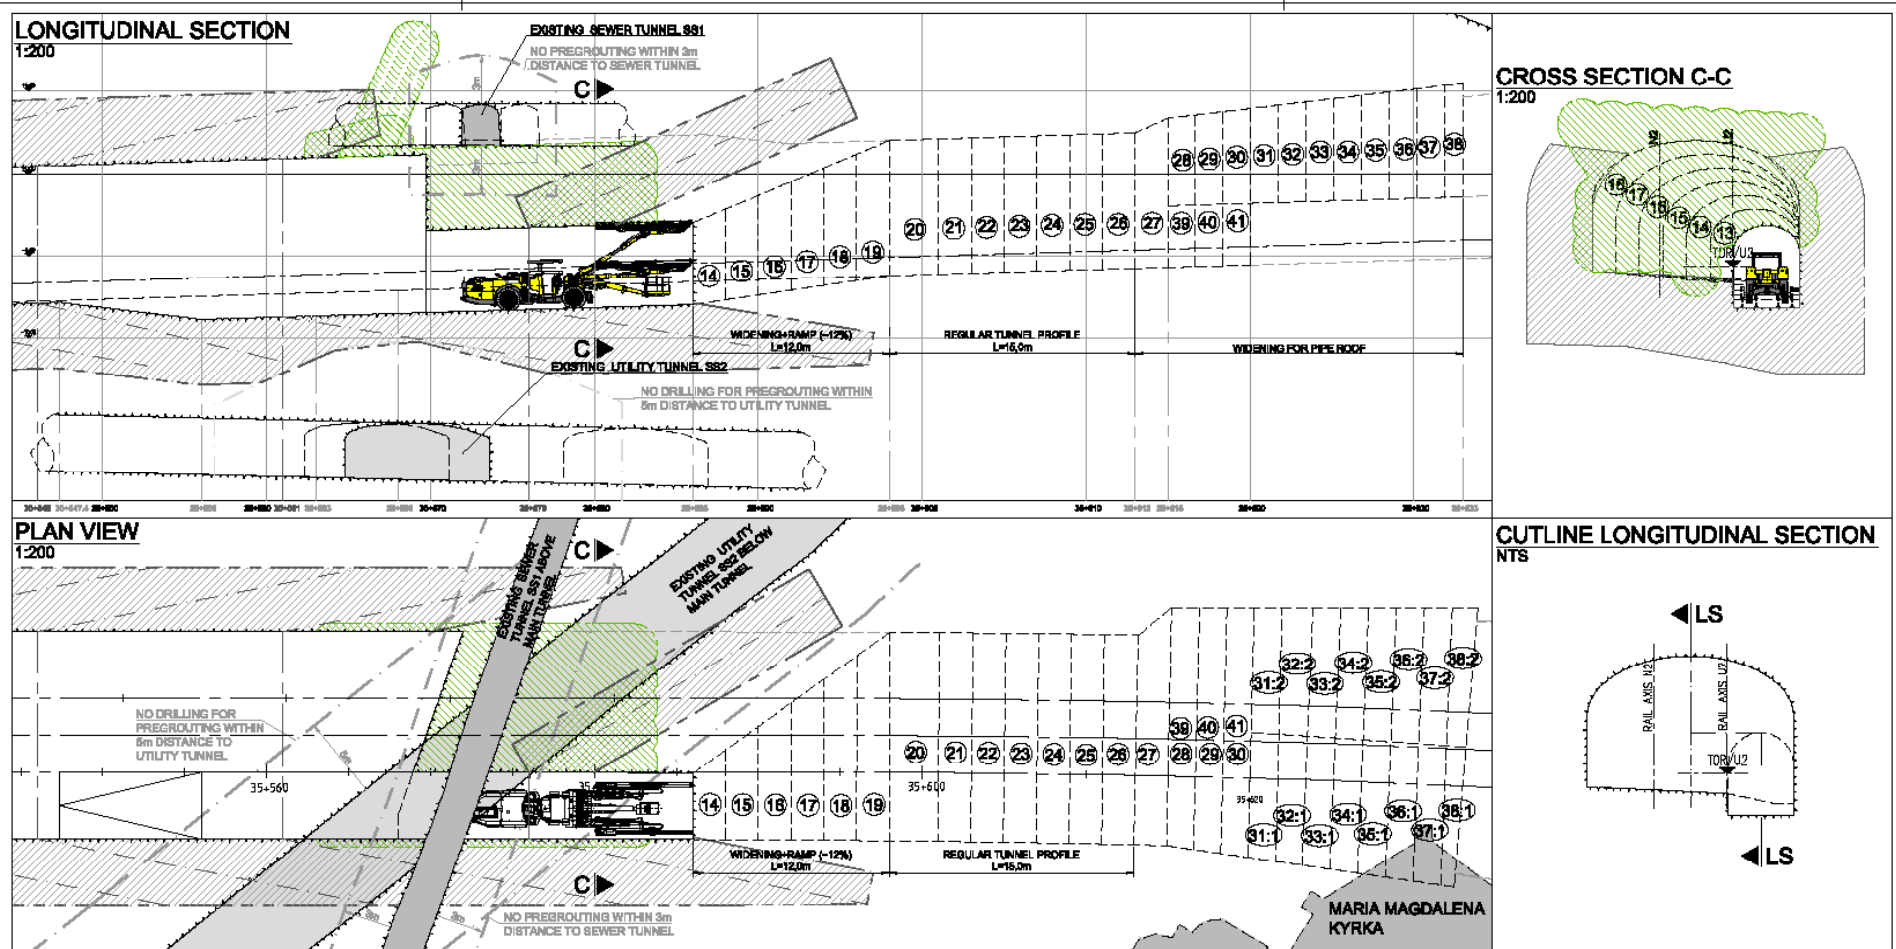 LONGITUDINAL SECTION
1:200
EXISTING SEWER TUNNEL SS1
NO PREGROUTING WITHIN 3m
DISTANCE TO SEWER TUNNEL
3m
3m
C
28 29 30 31 32 33 34 35 36 37 38
20 21 22 23 24 25 26 27 39 40 41
14 15 16 17 18 19
WIDENING+RAMP (-12%)
L=12,0m
REGULAR TUNNEL PROFILE
L=15,0m
WIDENING FOR PIPE ROOF
C
EXISTING UTILITY TUNNEL SS2
NO DRILLING FOR PREGROUTING WITHIN
5m DISTANCE TO UTILITY TUNNEL
CROSS SECTION C-C
1:200
N2
U2
18
17
16
15
14
13
PLAN VIEW
1:200
C
EXISTING SEWER
TUNNEL SS1 ABOVE
MAIN TUNNEL
EXISTING UTILITY
TUNNEL SS2 BELOW
MAIN TUNNEL
NO DRILLING FOR
PREGROUTING WITHIN
5m DISTANCE TO
UTILITY TUNNEL
5m
32:2 34:2 36:2 38:2
31:2 33:2 35:2 37:2
39 40 41
20 21 22 23 24 25 26 27 28 29 30
35+560
35+600
35+620
14 15 16 17 18 19
32:1 34:1 36:1 38:1
31:1 33:1 35:1 37:1
WIDENING+RAMP (-12%)
L=12,0m
REGULAR TUNNEL PROFILE
L=15,0m
C
3m
3m
NO PREGROUTING WITHIN 3m
DISTANCE TO SEWER TUNNEL
MARIA MAGDALENA
KYRKA
CUTLINE LONGITUDINAL SECTION
NTS
LS
RAIL AXIS N2
RAIL AXIS U2
TOR/U2
LS